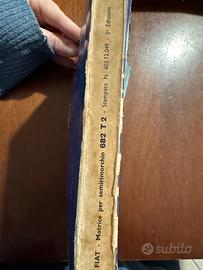 FIAT - Motrice per semirimorchio 682 T 2 - Stampato N. 603.12.049 - 3ª Edizione
subito